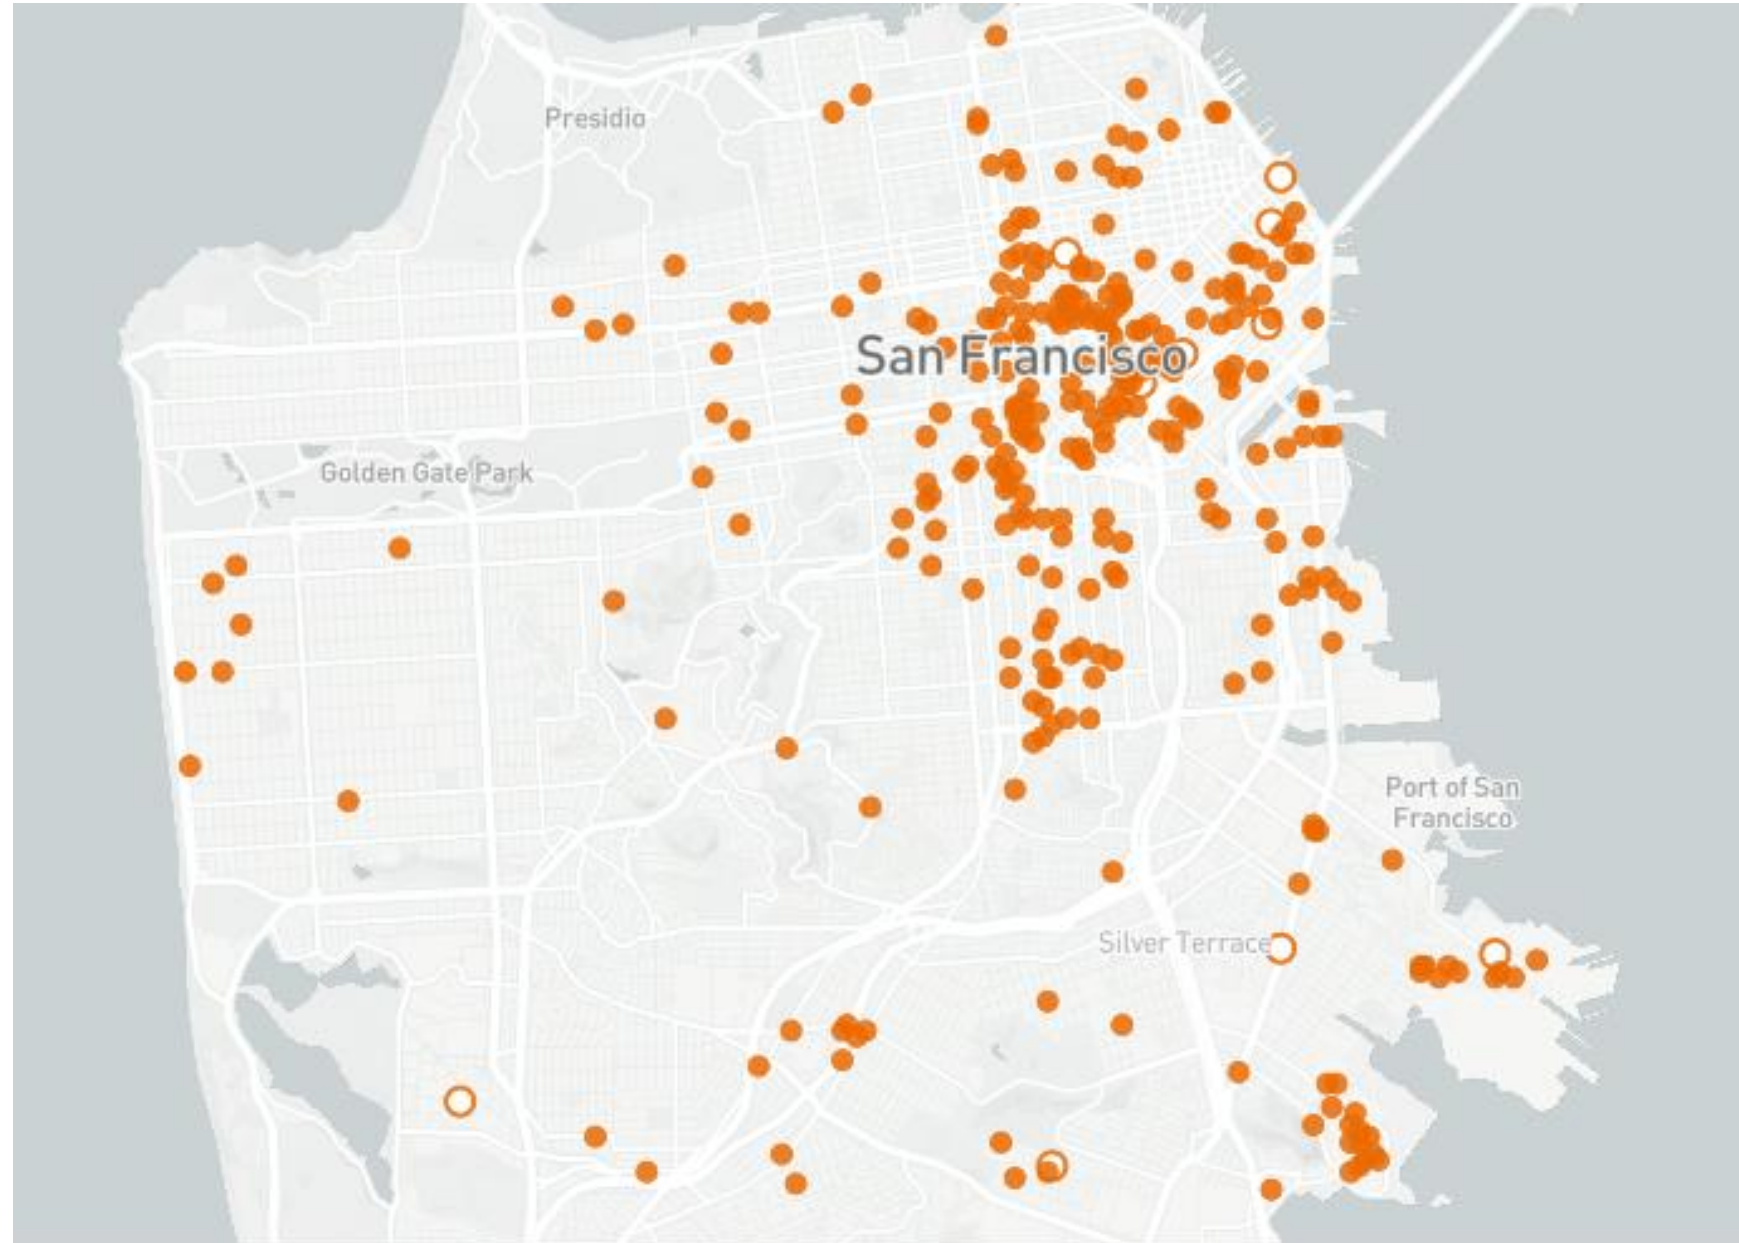 Presidio
San Francisco
Golden Gate Park
Port of San
Francisco
Silver Terrace